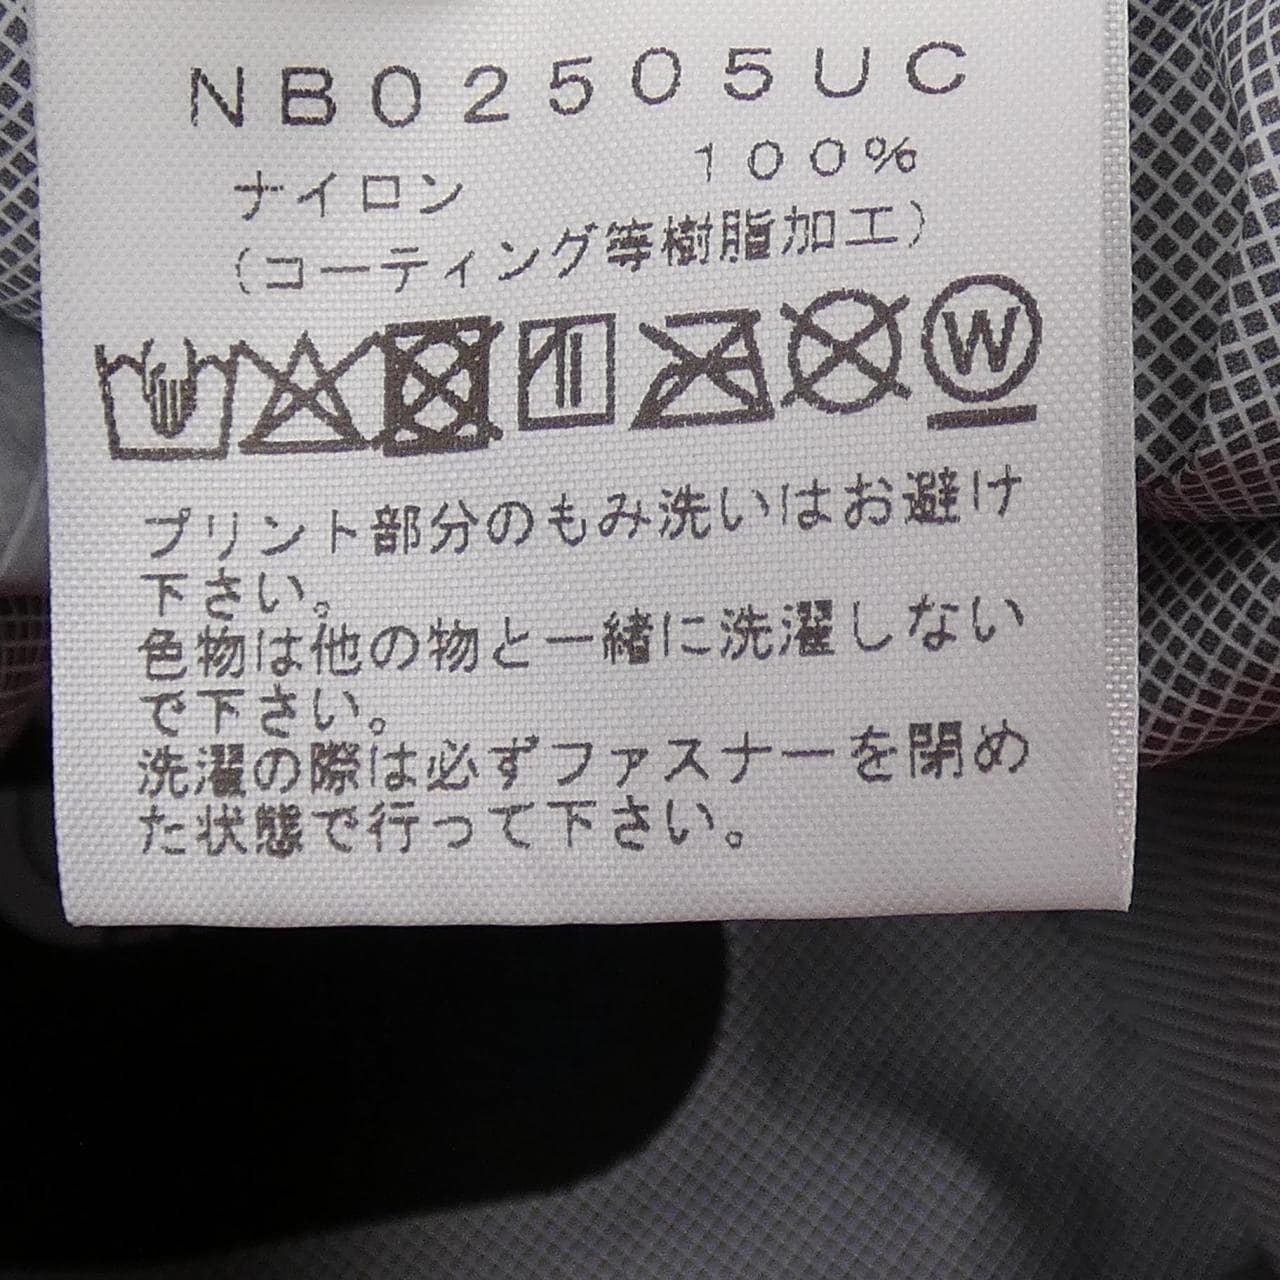 NB02505UC
ナイロン 100%
(コーティング等樹脂加工)
W
プリント部分のもみ洗いはお避け
下さい。
色物は他の物と一緒に洗濯しない
で下さい。
洗濯の際は必ずファスナーを閉め
た状態で行って下さい。